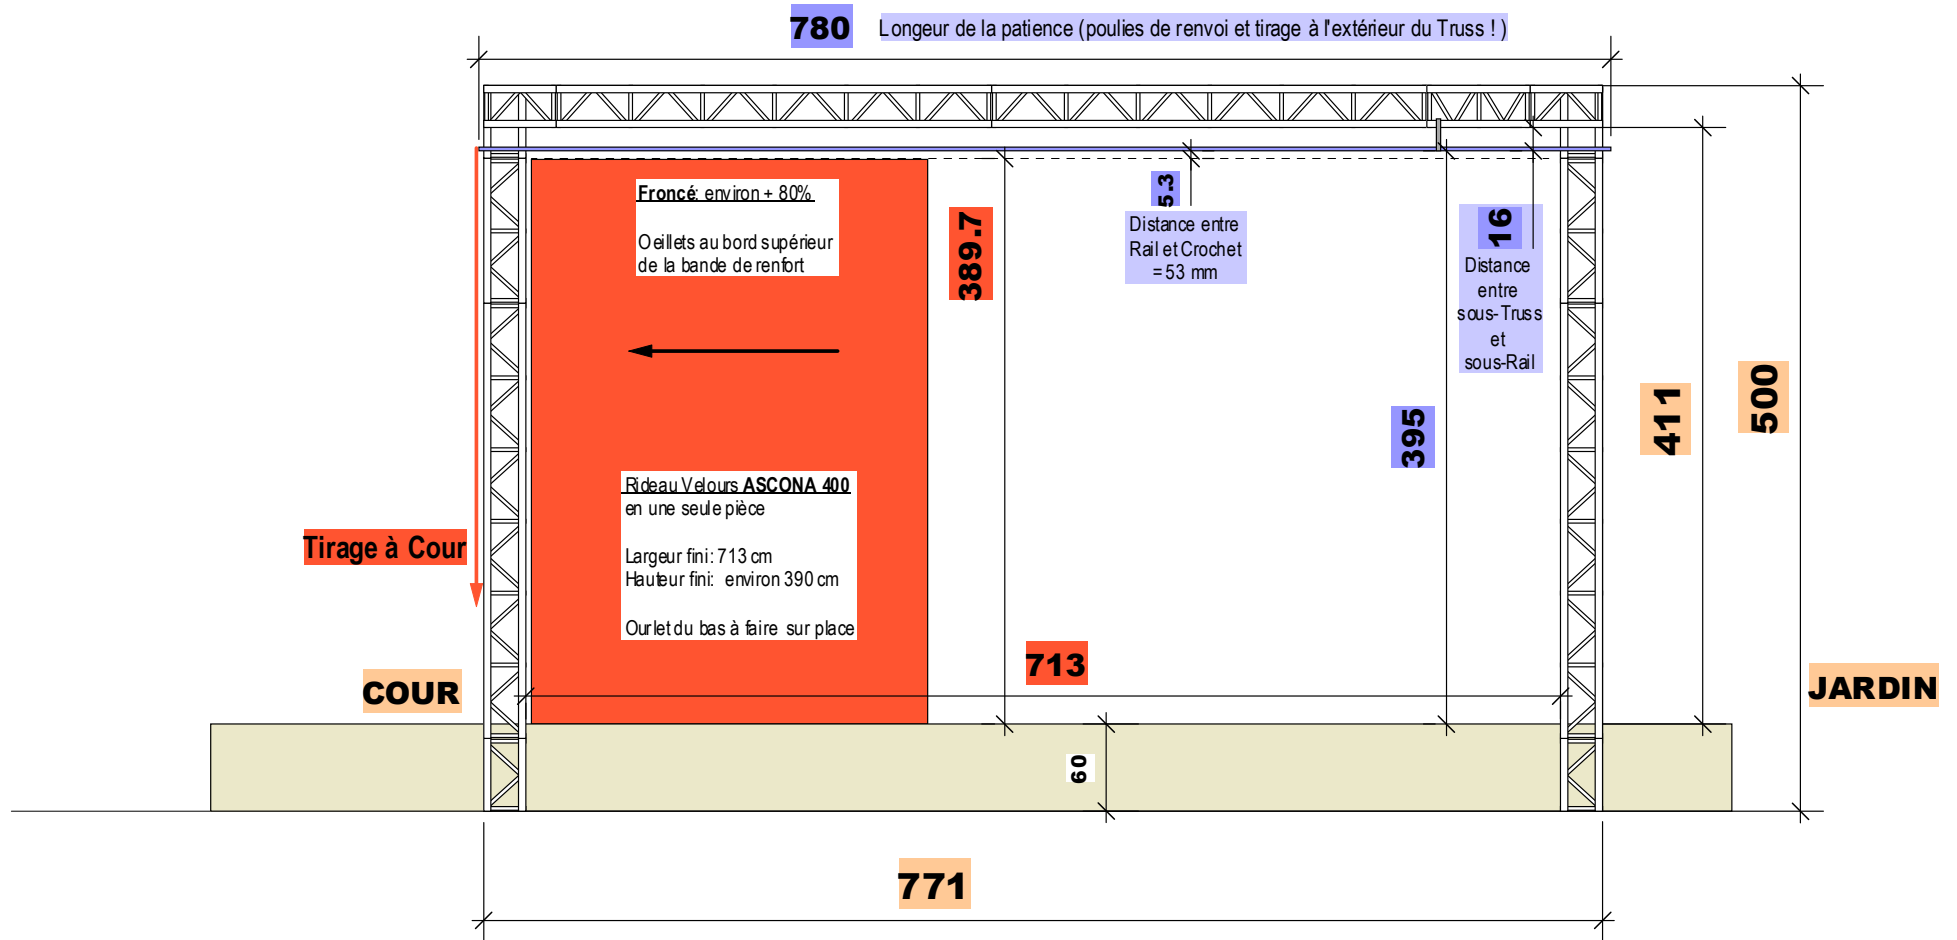 780 Longeur de la patience (poulies de renvoi et tirage à l'extérieur du Truss ! )
Froncé: environ + 80%
Oeillets au bord supérieur
de la bande de renfort
389.7
5.3
Distance entre
Rail et Crochet
= 53 mm
16
Distance
entre
sous-Truss
et
sous-Rail
395
411
500
Rideau Velours ASCONA 400
en une seule pièce
Largeur fini: 713 cm
Hauteur fini: environ 390 cm
Ourlet du bas à faire sur place
Tirage à Cour
713
COUR
JARDIN
60
771